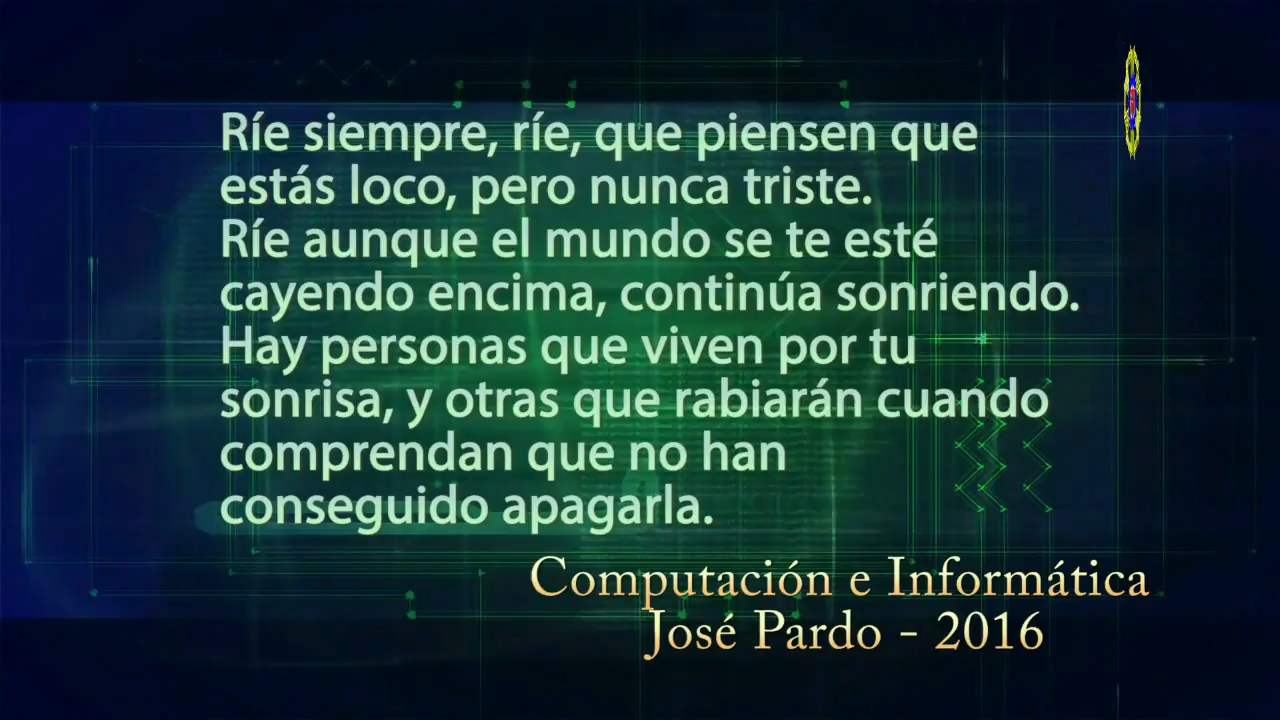 Ríe siempre, ríe, que piensen que
estás loco, pero nunca triste.
Ríe aunque el mundo se te esté
cayendo encima, continúa sonriendo.
Hay personas que viven por tu
sonrisa, y otras que rabiarán cuando
comprendan que no han
conseguido apagarla.
Computación e Informática
José Pardo - 2016